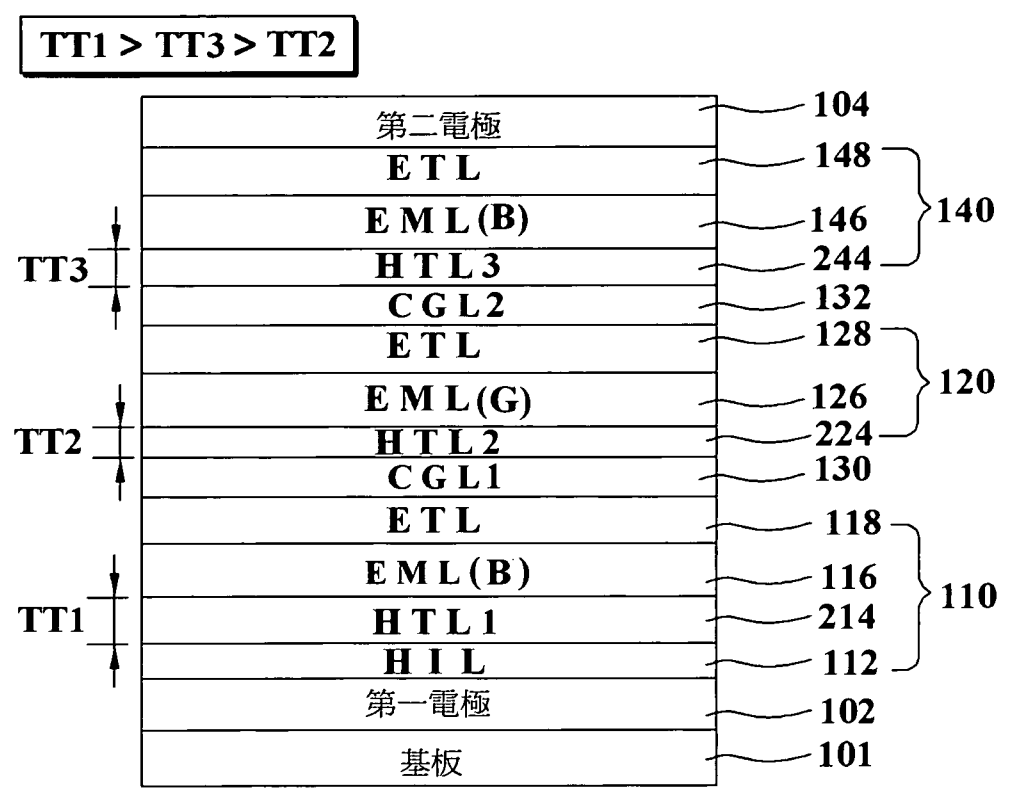 TT1 > TT3 > TT2
第二電極 104
ETL 148
EML(B) 146
140
TT3 HTL3 244
CGL2 132
ETL 128
EML(G) 126
120
TT2 HTL2 224
CGL1 130
ETL 118
EML(B) 116
110
TT1 HTL1 214
HIL 112
第一電極 102
基板 101